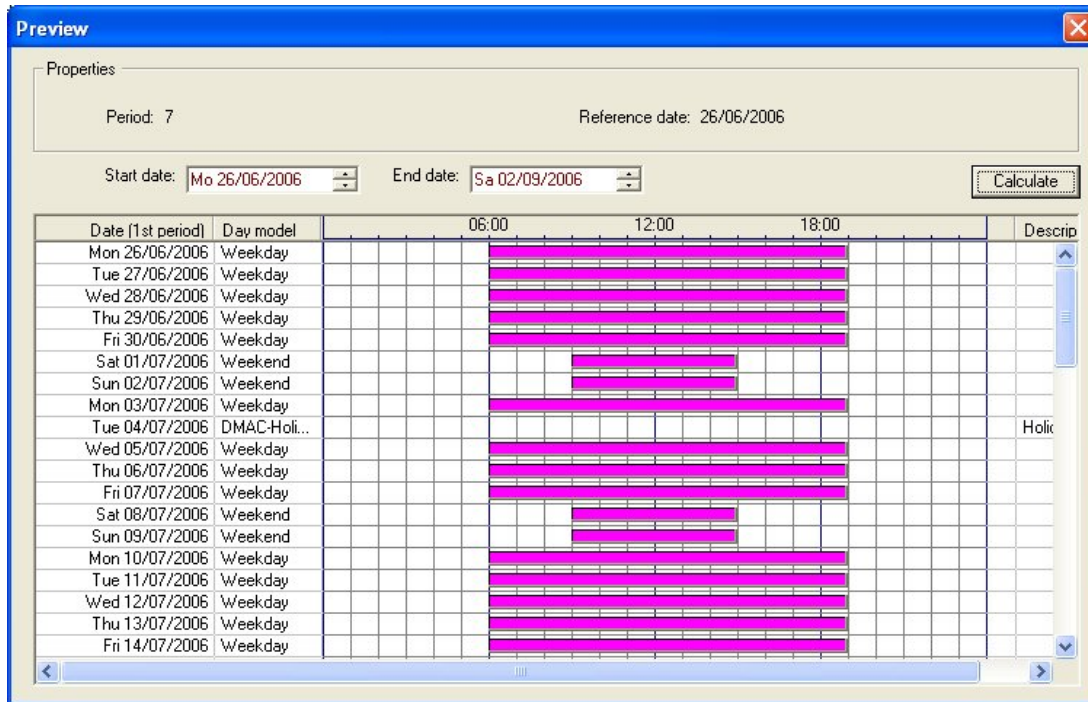 Preview
Properties
Period: 7 Reference date: 26/06/2006
Start date: Mo 26/06/2006 End date: Sa 02/09/2006 Calculate
Date (1st period) Day model 06:00 12:00 18:00 Descrip
Mon 26/06/2006 Weekday
Tue 27/06/2006 Weekday
Wed 28/06/2006 Weekday
Thu 29/06/2006 Weekday
Fri 30/06/2006 Weekday
Sat 01/07/2006 Weekend
Sun 02/07/2006 Weekend
Mon 03/07/2006 Weekday
Tue 04/07/2006 DMAC-Holi... Holid
Wed 05/07/2006 Weekday
Thu 06/07/2006 Weekday
Fri 07/07/2006 Weekday
Sat 08/07/2006 Weekend
Sun 09/07/2006 Weekend
Mon 10/07/2006 Weekday
Tue 11/07/2006 Weekday
Wed 12/07/2006 Weekday
Thu 13/07/2006 Weekday
Fri 14/07/2006 Weekday